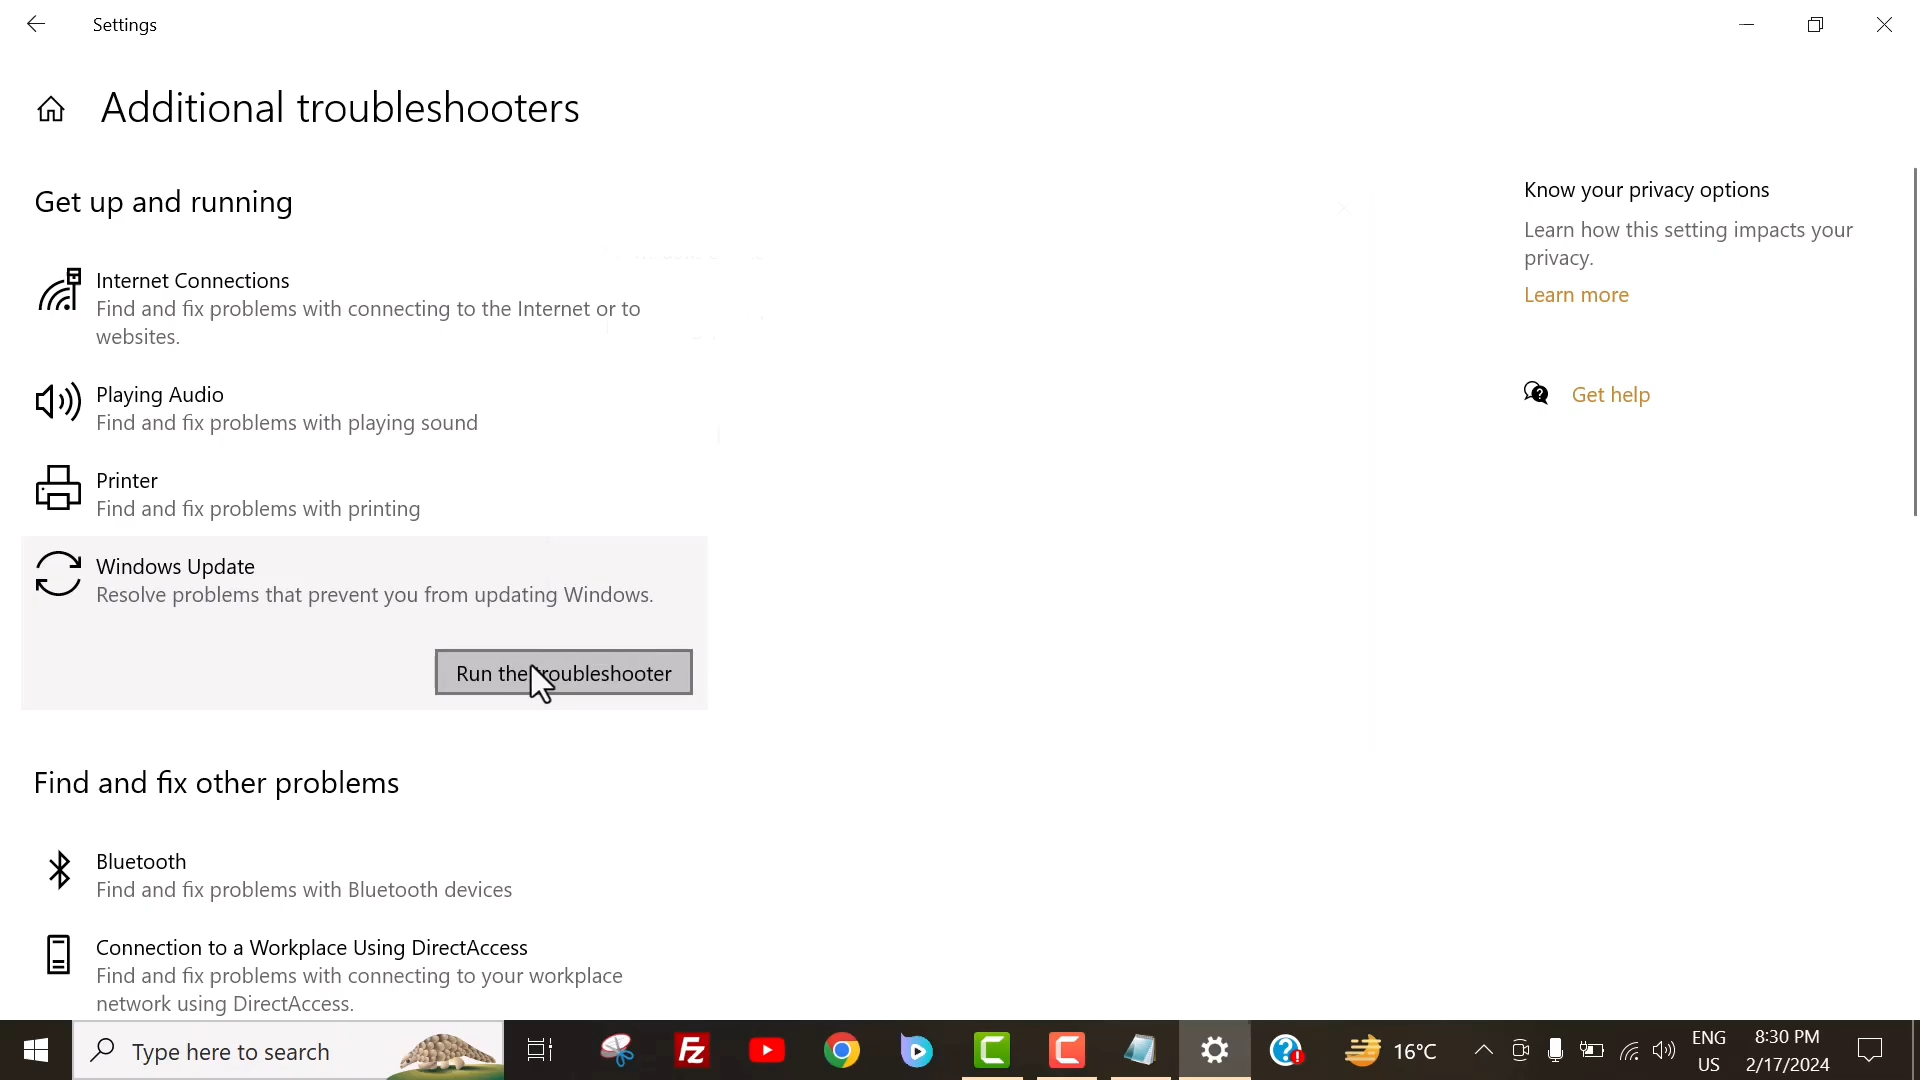 Settings
Additional troubleshooters
Get up and running
Internet Connections
Find and fix problems with connecting to the Internet or to
websites.
Playing Audio
Find and fix problems with playing sound
Printer
Find and fix problems with printing
Windows Update
Resolve problems that prevent you from updating Windows.
Run the troubleshooter
Find and fix other problems
Bluetooth
Find and fix problems with Bluetooth devices
Connection to a Workplace Using DirectAccess
Find and fix problems with connecting to your workplace
network using DirectAccess.
Know your privacy options
Learn how this setting impacts your
privacy.
Learn more
Get help
Type here to search
16°C
ENG
US
8:30 PM
2/17/2024